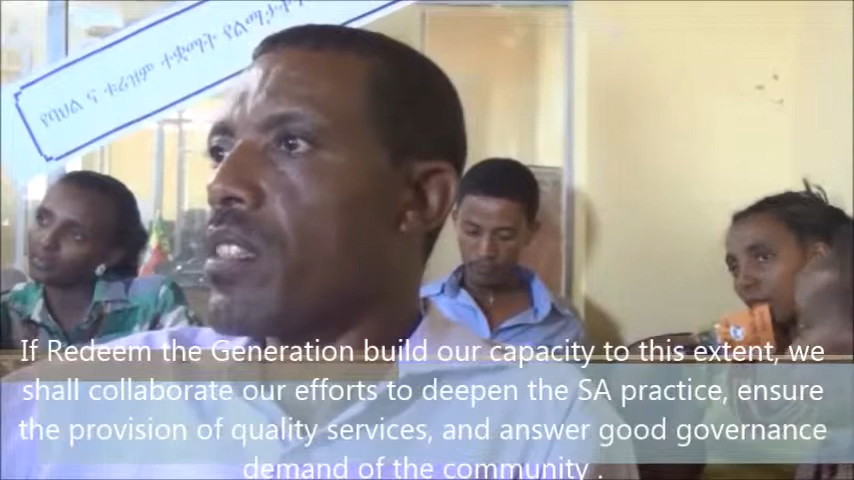 If Redeem the Generation build our capacity to this extent, we
shall collaborate our efforts to deepen the SA practice, ensure
the provision of quality services, and answer good governance
demand of the community .